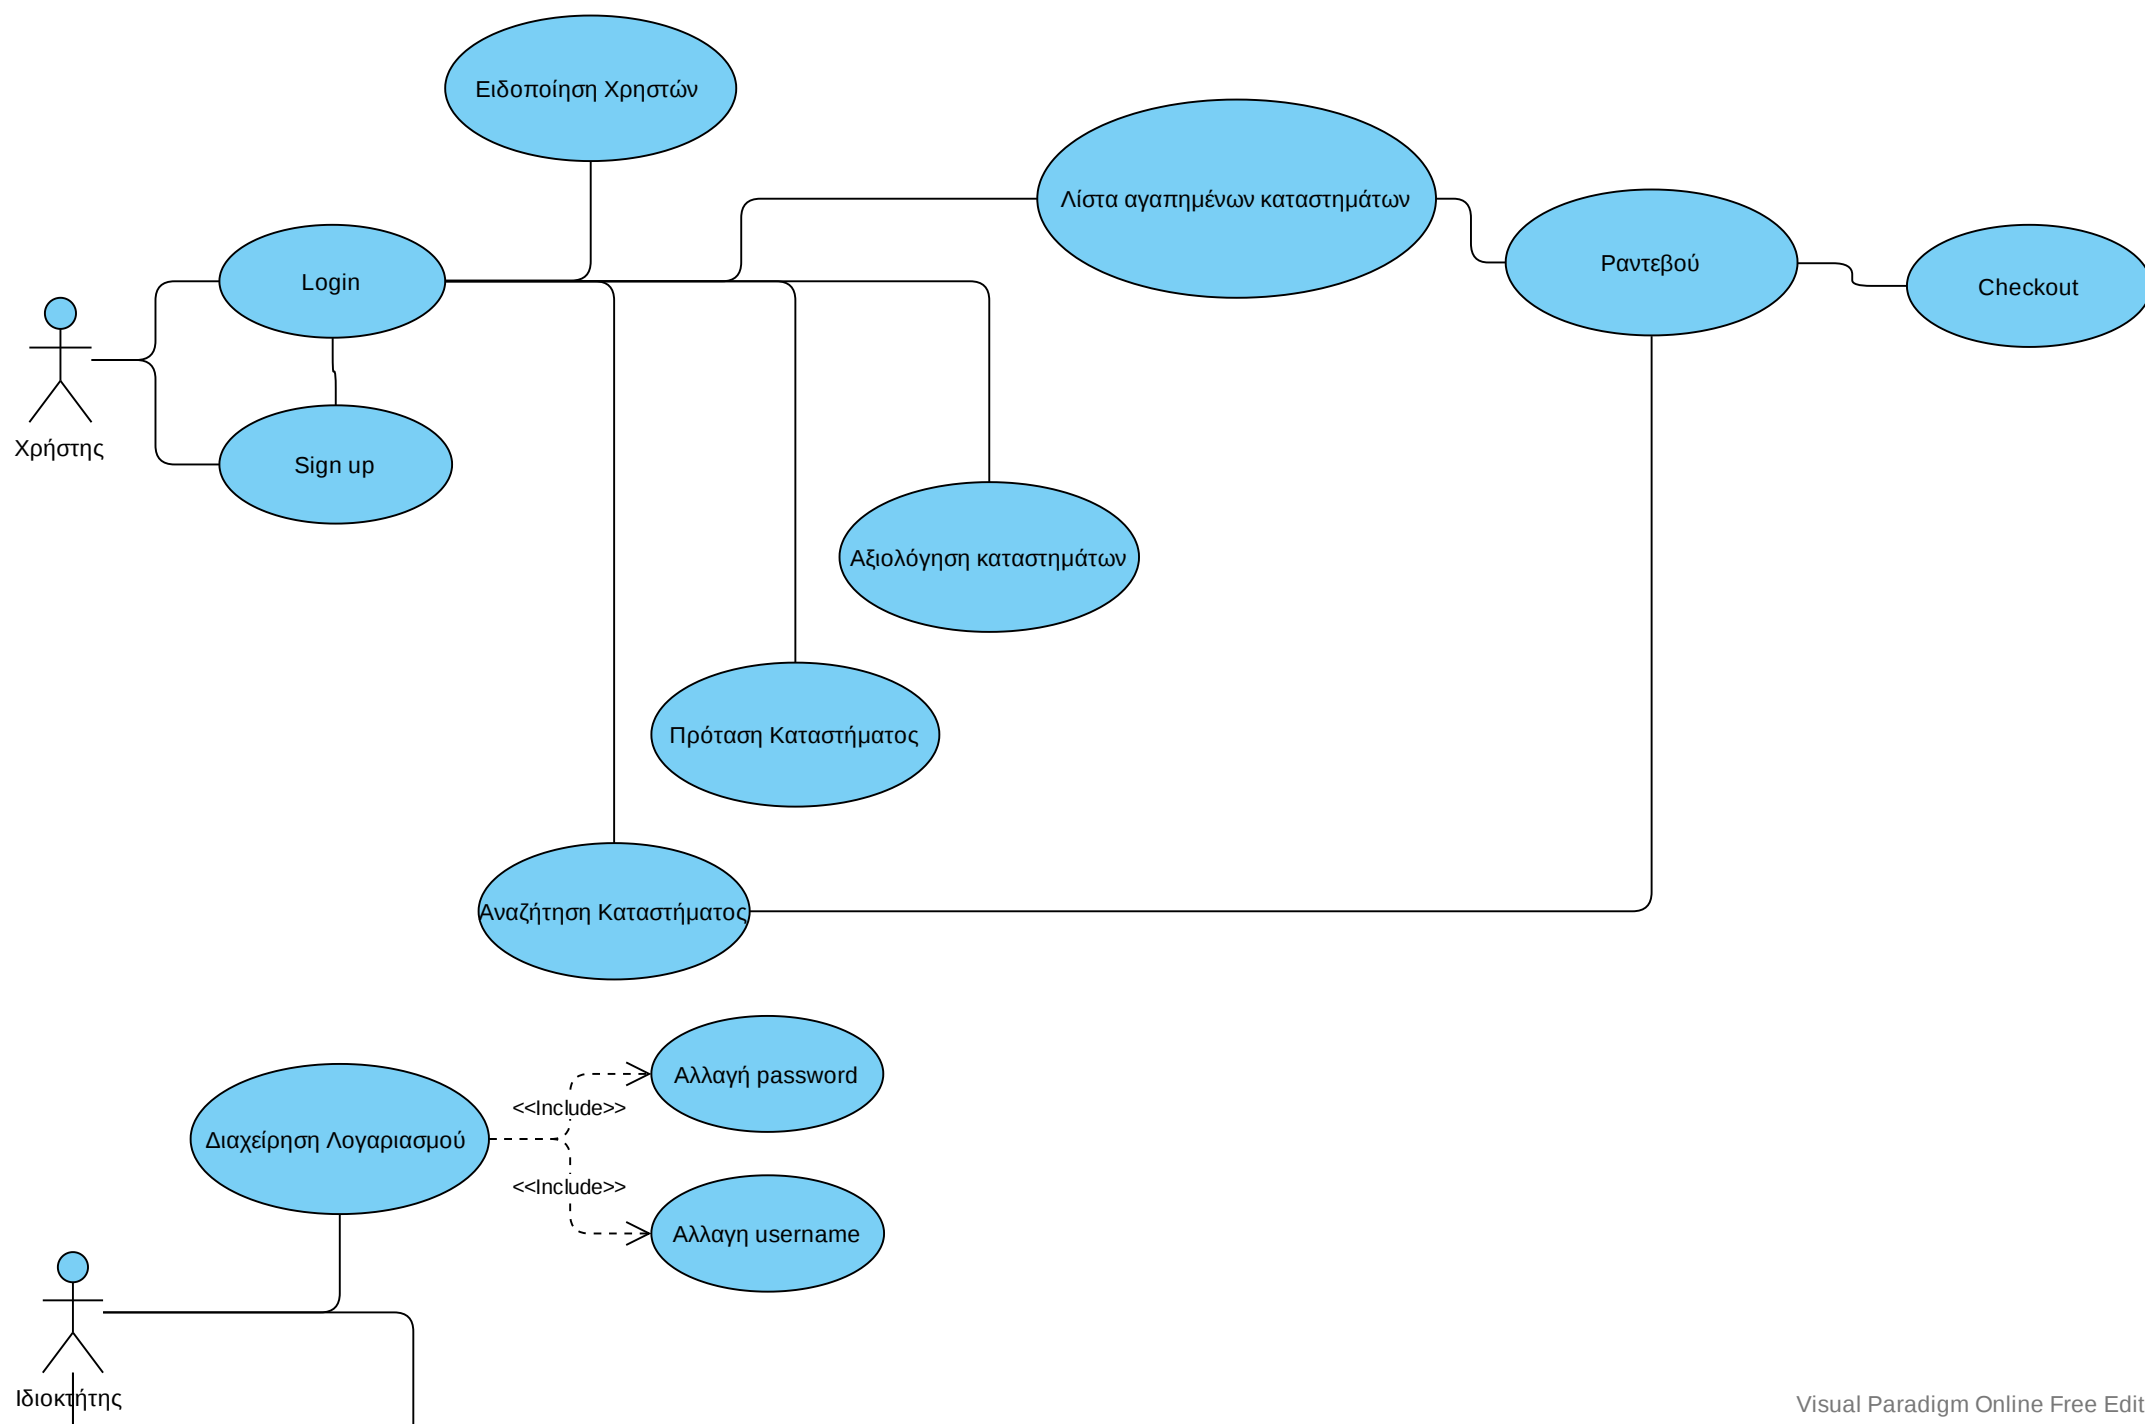 Ειδοποίηση Χρηστών
Λίστα αγαπημένων καταστημάτων
Ραντεβού
Login
Checkout
Χρήστης
Sign up
Αξιολόγηση καταστημάτων
Πρόταση Καταστήματος
Αναζήτηση Καταστήματος
Αλλαγή password
<<Include>>
Διαχείρηση Λογαριασμού
<<Include>>
Αλλαγη username
Ιδιοκτήτης
Visual Paradigm Online Free Edit